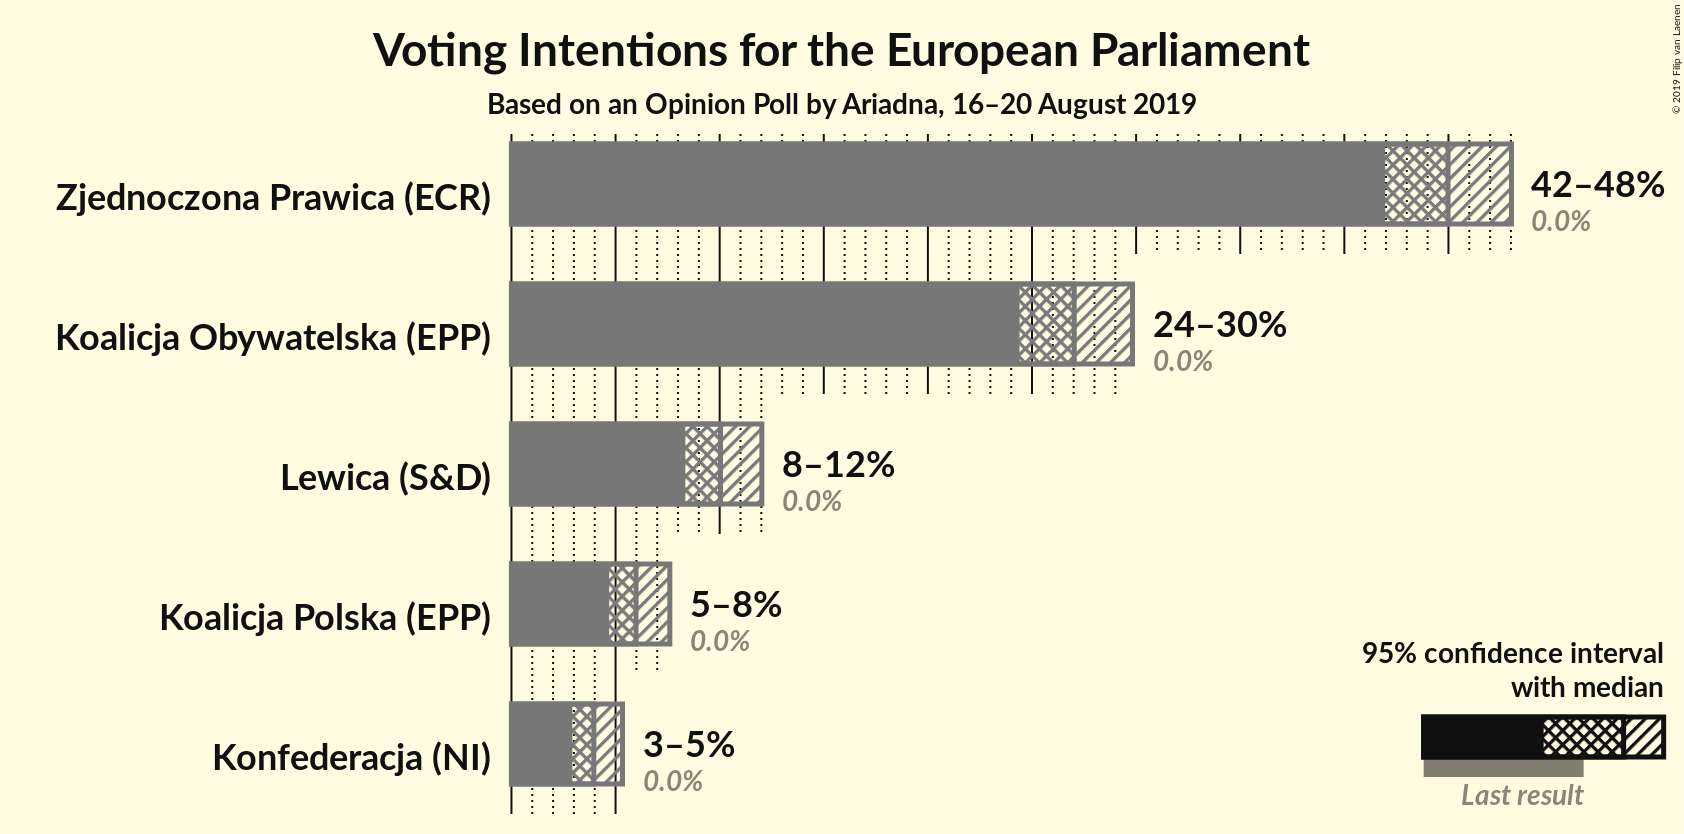 Voting Intentions for the European Parliament
Based on an Opinion Poll by Ariadna, 16–20 August 2019
© 2019 Filip van Laenen
Zjednoczona Prawica (ECR)
42–48%
0.0%
Koalicja Obywatelska (EPP)
24–30%
0.0%
Lewica (S&D)
8–12%
0.0%
Koalicja Polska (EPP)
5–8%
0.0%
Konfederacja (NI)
3–5%
0.0%
95% confidence interval
with median
Last result